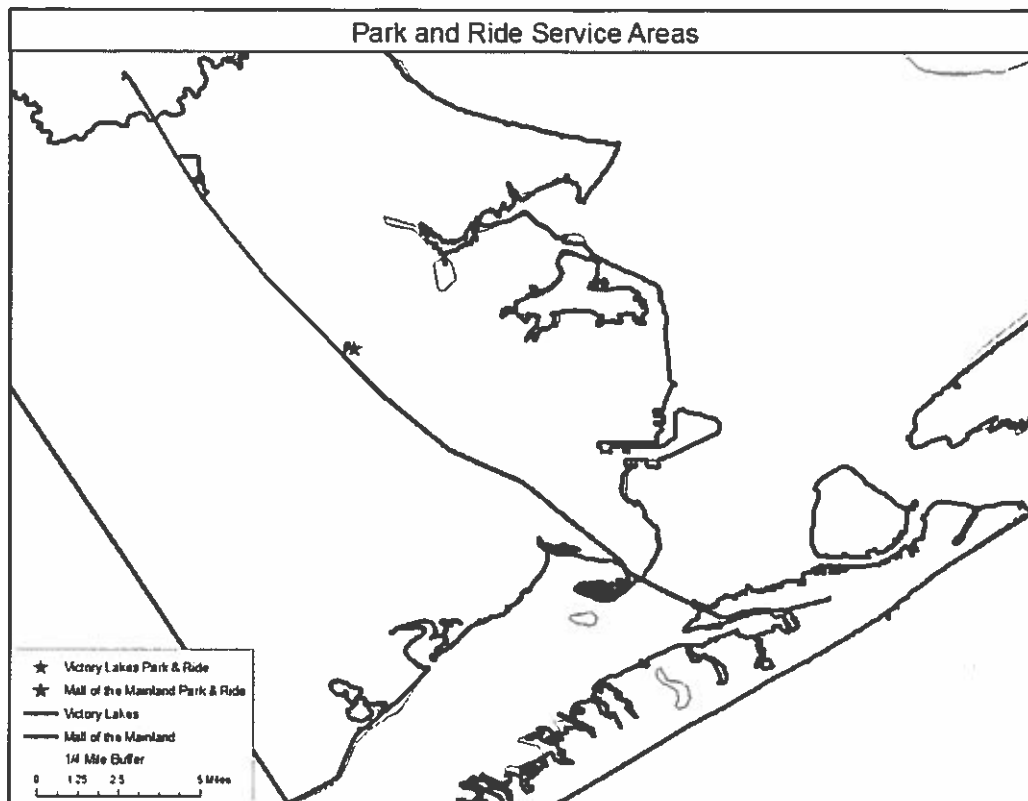 Park and Ride Service Areas
Victory Lakes Park & Ride
Mall of the Mainland Park & Ride
Victory Lakes
Mall of the Mainland
1/4 Mile Buffer
0 1.25 2.5 5 Miles